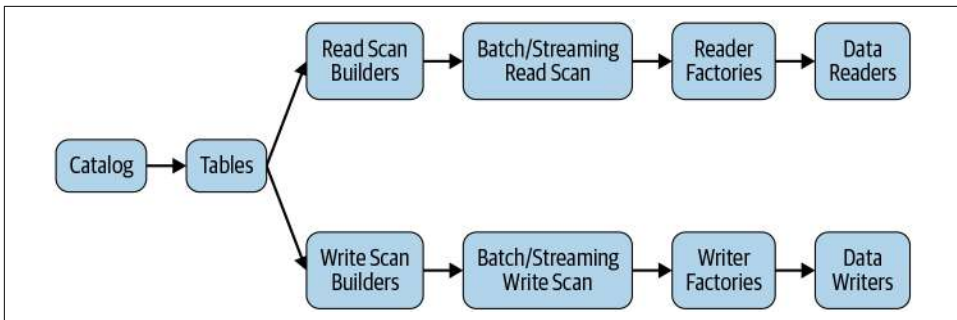 Read Scan
Builders
Batch/Streaming
Read Scan
Reader
Factories
Data
Readers
Catalog
Tables
Write Scan
Builders
Batch/Streaming
Write Scan
Writer
Factories
Data
Writers